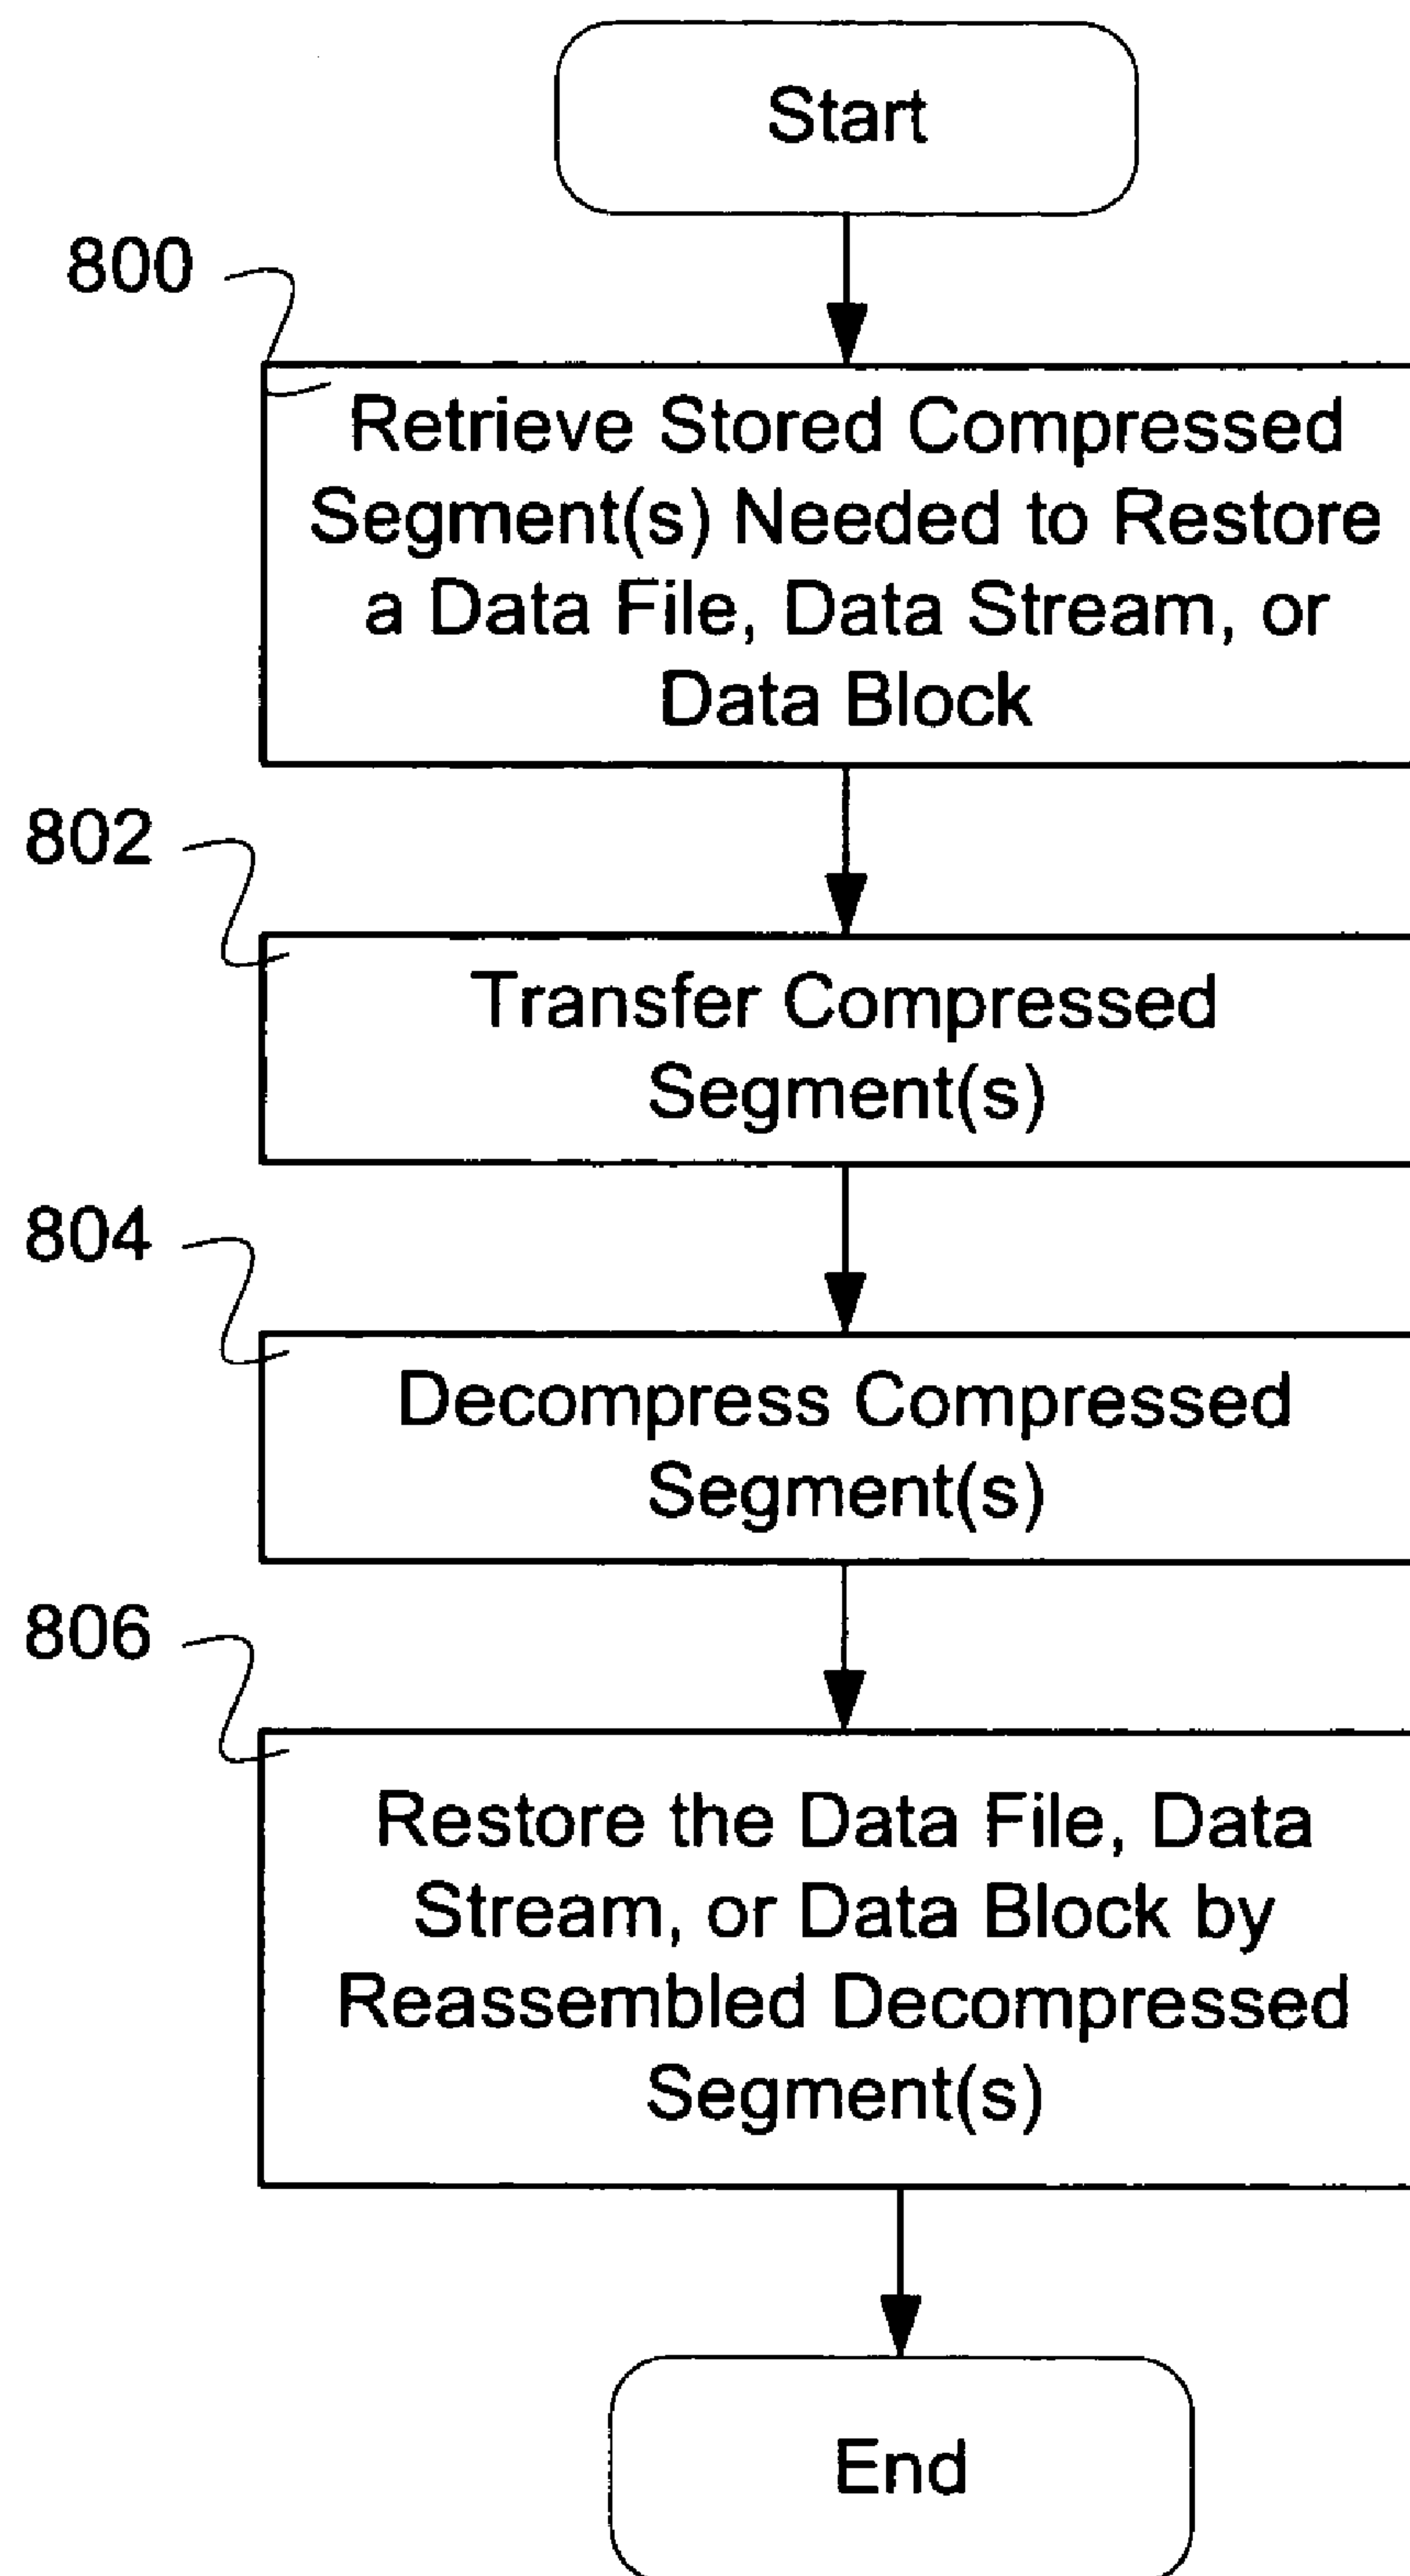 Start
800
Retrieve Stored Compressed
Segment(s) Needed to Restore
a Data File, Data Stream, or
Data Block
802
Transfer Compressed
Segment(s)
804
Decompress Compressed
Segment(s)
806
Restore the Data File, Data
Stream, or Data Block by
Reassembled Decompressed
Segment(s)
End